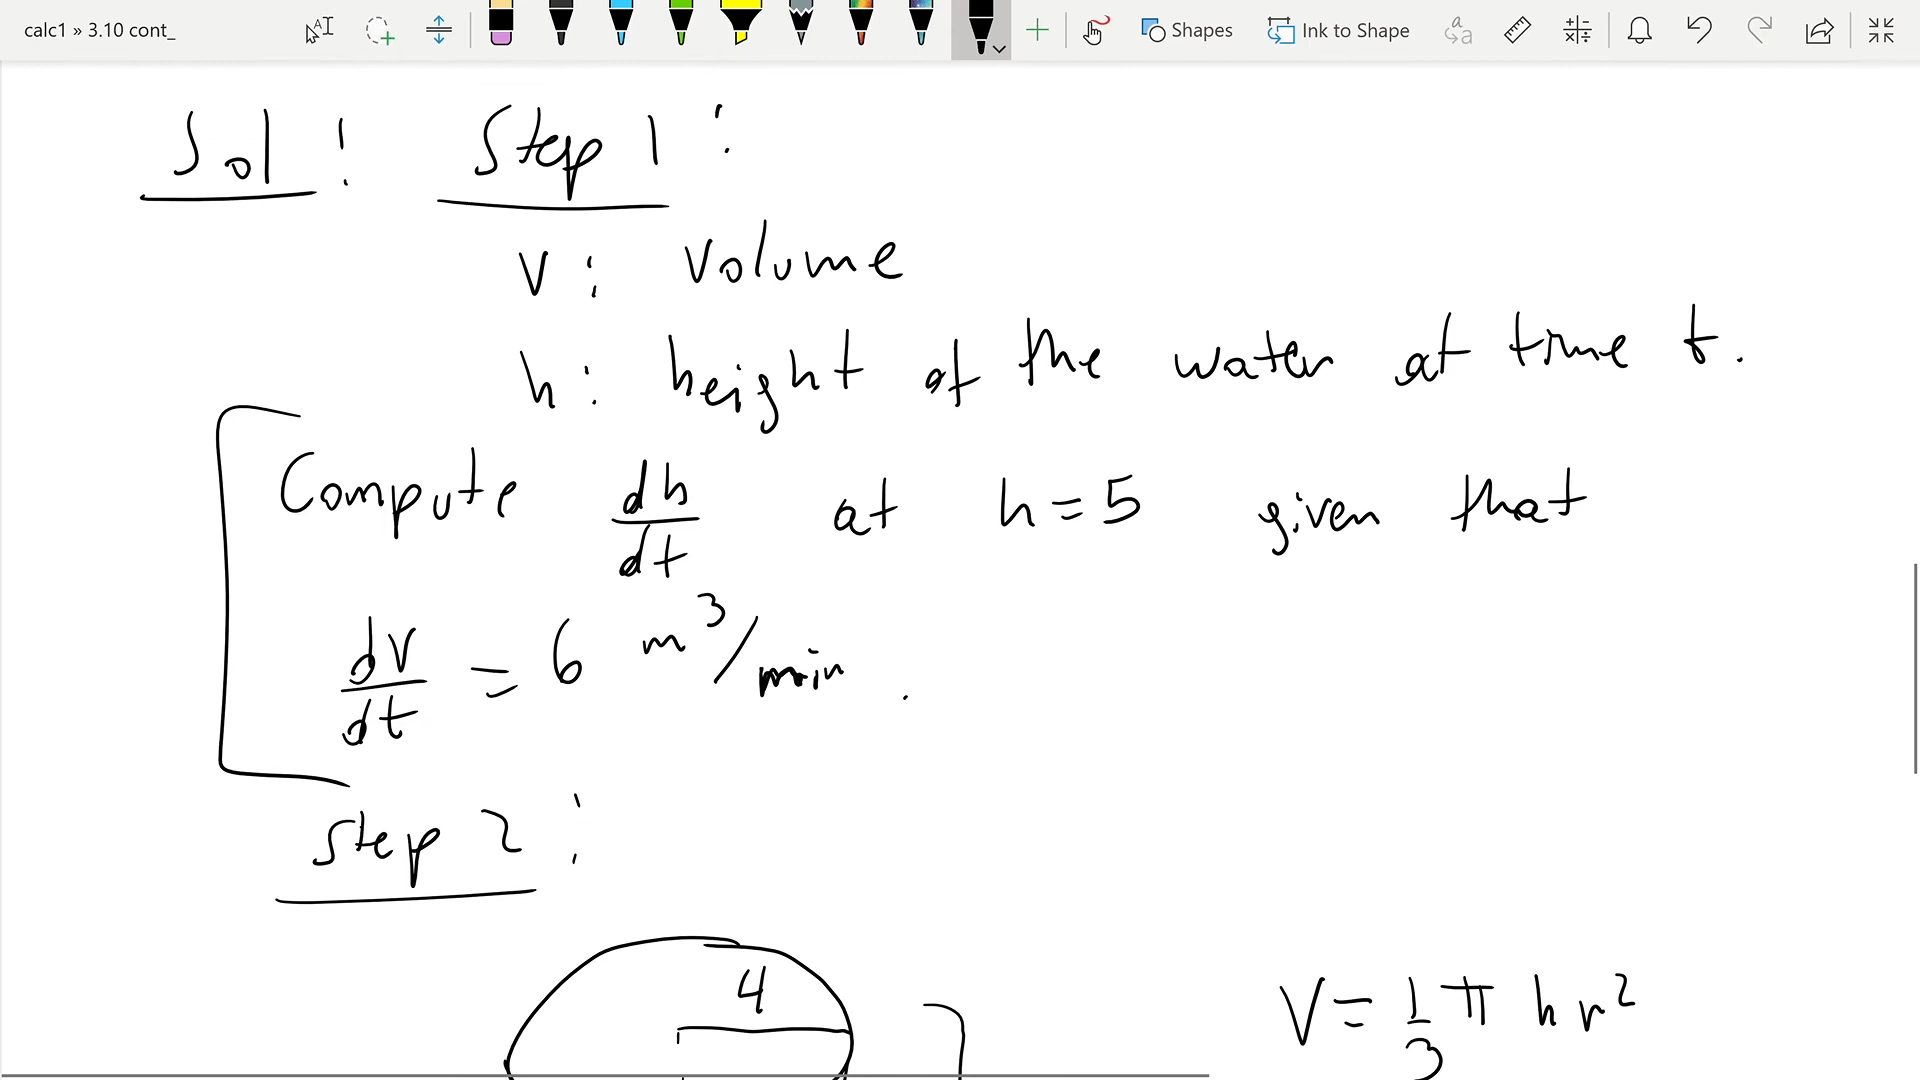 calc1 » 3.10 cont_
Shapes
Ink to Shape
Sol : Step 1 :
V : Volume
h : height of the water at time t.
Compute dh/dt at h = 5 given that
dV/dt = 6 m³/min .
Step 2 :
4
V = 1/3 π h r²